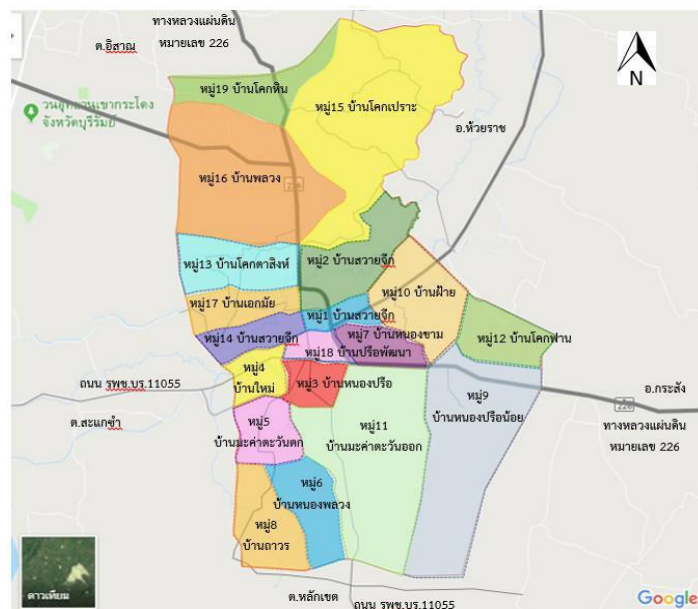 ทางหลวงแผ่นดิน
หมายเลข 226
ต.อิสาณ
N
หมู่19 บ้านโคกหิน
หมู่15 บ้านโคกเปราะ
วนอุทยานเขากระโดง
จังหวัดบุรีรัมย์
อ.ห้วยราช
หมู่16 บ้านพลวง
226
หมู่13 บ้านโคกตาสิงห์
หมู่2 บ้านสวายจีก
หมู่10 บ้านฝ้าย
หมู่17 บ้านเอกมัย
หมู่1 บ้านสวายจีก
หมู่14 บ้านสวายจีก
หมู่7 บ้านหนองขาม
หมู่12 บ้านโคกฟาน
หมู่18 บ้านปรือพัฒนา
หมู่4
บ้านใหม่
หมู่3 บ้านหนองปรือ
ถนน รพช.บร.11055
อ.กระสัง
หมู่9
บ้านหนองปรือน้อย
226
ต.สะแกซำ
หมู่5
บ้านมะค่าตะวันตก
หมู่11
บ้านมะค่าตะวันออก
ทางหลวงแผ่นดิน
หมายเลข 226
หมู่6
บ้านหนองพลวง
หมู่8
บ้านถาวร
ดาวเทียม
ต.หลักเขต
ถนน รพช.บร.11055
Google